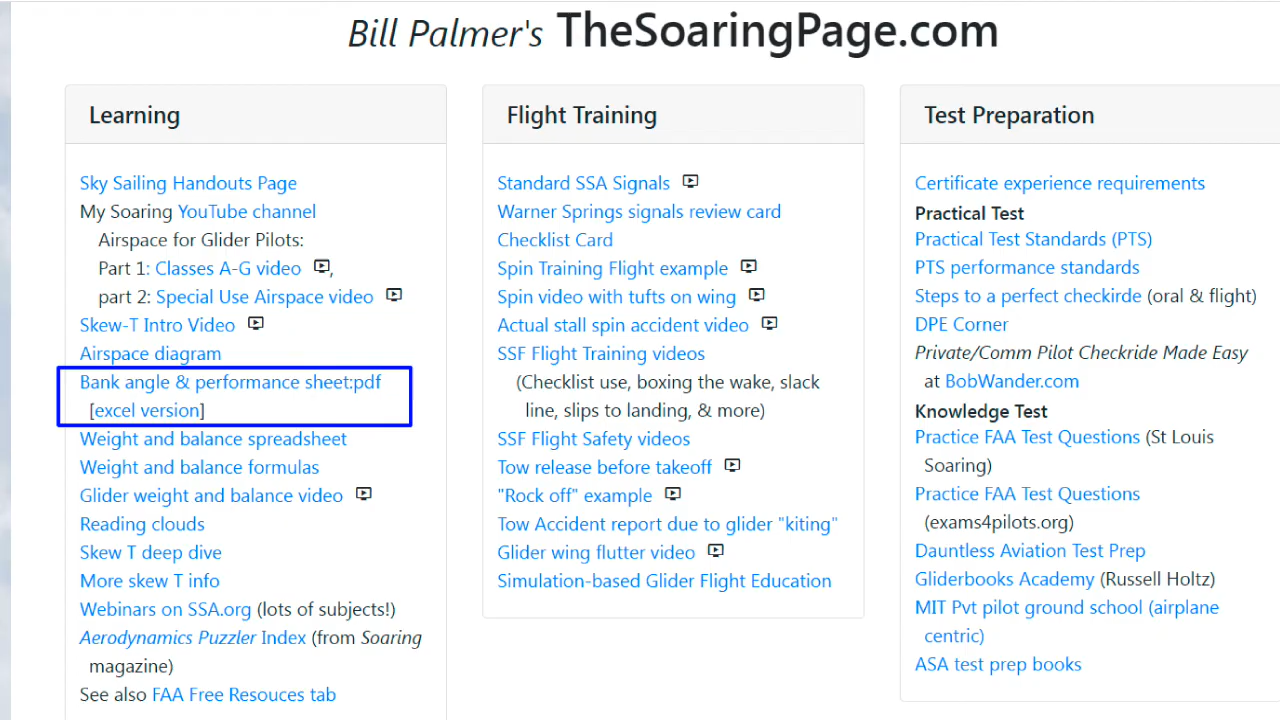 Bill Palmer's TheSoaringPage.com
Learning
Sky Sailing Handouts Page
My Soaring YouTube channel
Airspace for Glider Pilots:
Part 1: Classes A-G video ,
part 2: Special Use Airspace video
Skew-T Intro Video
Airspace diagram
Bank angle & performance sheet:pdf
[excel version]
Weight and balance spreadsheet
Weight and balance formulas
Glider weight and balance video
Reading clouds
Skew T deep dive
More skew T info
Webinars on SSA.org (lots of subjects!)
Aerodynamics Puzzler Index (from Soaring
magazine)
See also FAA Free Resouces tab
Flight Training
Standard SSA Signals
Warner Springs signals review card
Checklist Card
Spin Training Flight example
Spin video with tufts on wing
Actual stall spin accident video
SSF Flight Training videos
(Checklist use, boxing the wake, slack
line, slips to landing, & more)
SSF Flight Safety videos
Tow release before takeoff
"Rock off" example
Tow Accident report due to glider "kiting"
Glider wing flutter video
Simulation-based Glider Flight Education
Test Preparation
Certificate experience requirements
Practical Test
Practical Test Standards (PTS)
PTS performance standards
Steps to a perfect checkirde (oral & flight)
DPE Corner
Private/Comm Pilot Checkride Made Easy
at BobWander.com
Knowledge Test
Practice FAA Test Questions (St Louis
Soaring)
Practice FAA Test Questions
(exams4pilots.org)
Dauntless Aviation Test Prep
Gliderbooks Academy (Russell Holtz)
MIT Pvt pilot ground school (airplane
centric)
ASA test prep books